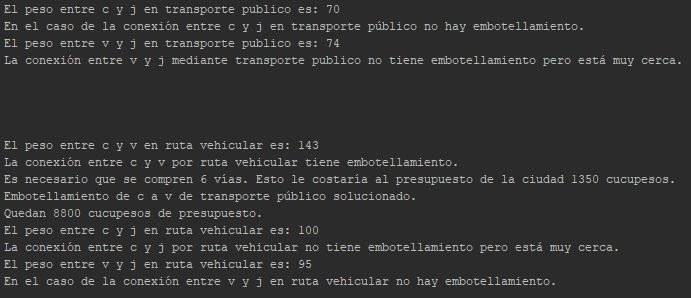 El peso entre c y j en transporte publico es: 70
En el caso de la conexión entre c y j en transporte público no hay embotellamiento.
El peso entre v y j en transporte publico es: 74
La conexión entre v y j mediante transporte publico no tiene embotellamiento pero está muy cerca.
El peso entre c y v en ruta vehicular es: 143
La conexión entre c y v por ruta vehicular tiene embotellamiento.
Es necesario que se compren 6 vías. Esto le costaría al presupuesto de la ciudad 1350 cucupesos.
Embotellamiento de c a v de transporte público solucionado.
Quedan 8800 cucupesos de presupuesto.
El peso entre c y j en ruta vehicular es: 100
La conexión entre c y j por ruta vehicular no tiene embotellamiento pero está muy cerca.
El peso entre v y j en ruta vehicular es: 95
En el caso de la conexión entre v y j en ruta vehicular no hay embotellamiento.